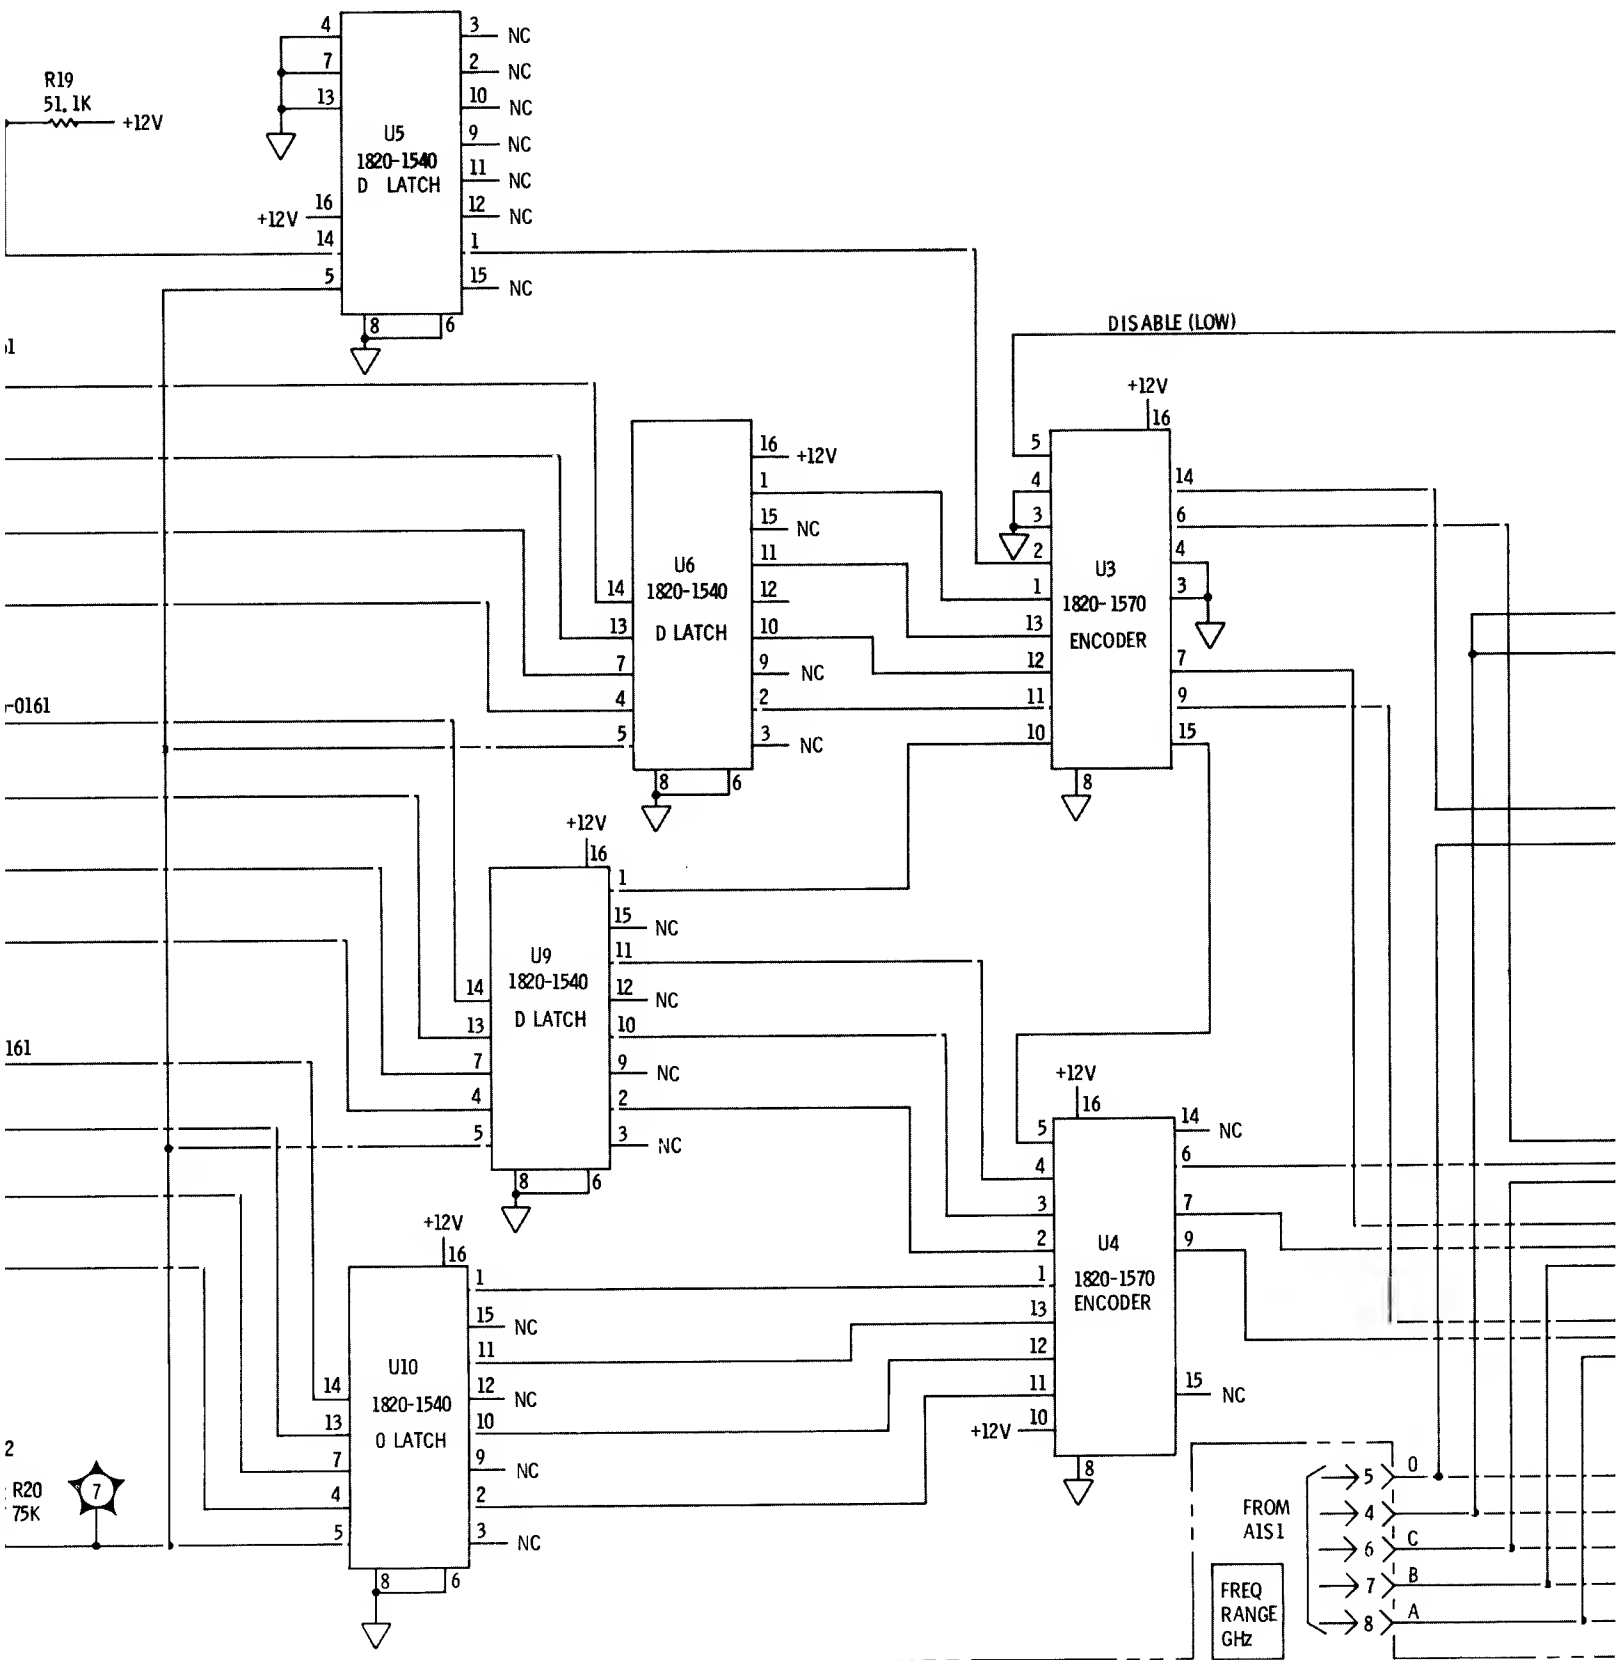 R19
51.1K
+12V
4
7
13
+12V
16
14
5
U5
1820-1540
D LATCH
3 NC
2 NC
10 NC
9 NC
11 NC
12 NC
1
15 NC
8
6
DISABLE (LOW)
14
13
7
4
5
U6
1820-1540
D LATCH
16 +12V
1
15 NC
11
12
10
9 NC
2
3 NC
8
6
+12V
16
5
4
3
2
1
13
12
11
10
U3
1820-1570
ENCODER
14
6
4
3
7
9
15
8
-0161
+12V
16
14
13
7
4
5
U9
1820-1540
D LATCH
1
15 NC
11
12 NC
10
9 NC
2
3 NC
8
6
161
+12V
16
14
13
7
4
5
U10
1820-1540
0 LATCH
1
15 NC
11
12 NC
10
9 NC
2
3 NC
8
6
+12V
16
5
4
3
2
1
13
12
11
+12V 10
U4
1820-1570
ENCODER
14 NC
6
7
9
15 NC
8
2
R20
75K
7
FROM
A1S1
FREQ
RANGE
GHz
5 0
4
6 C
7 B
8 A